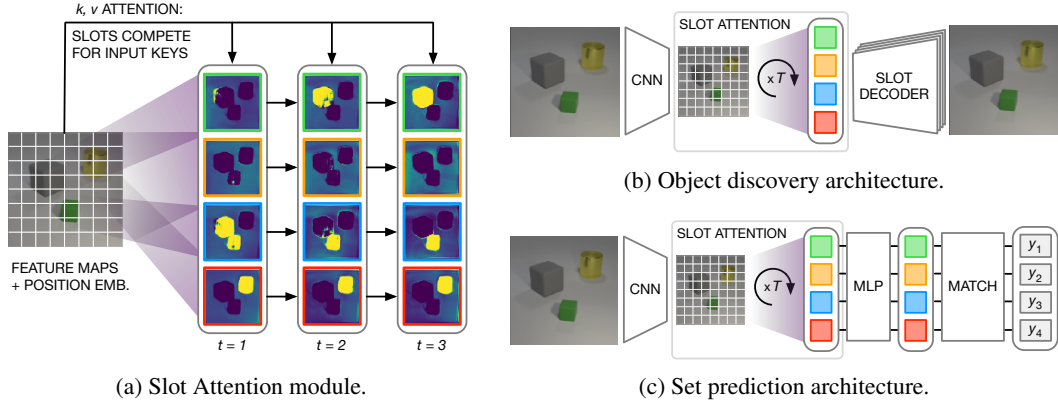 k, v ATTENTION:
SLOTS COMPETE
FOR INPUT KEYS
FEATURE MAPS
+ POSITION EMB.
t = 1
t = 2
t = 3
(a) Slot Attention module.
CNN
SLOT ATTENTION
x T
SLOT
DECODER
(b) Object discovery architecture.
CNN
SLOT ATTENTION
x T
MLP
MATCH
y1
y2
y3
y4
(c) Set prediction architecture.